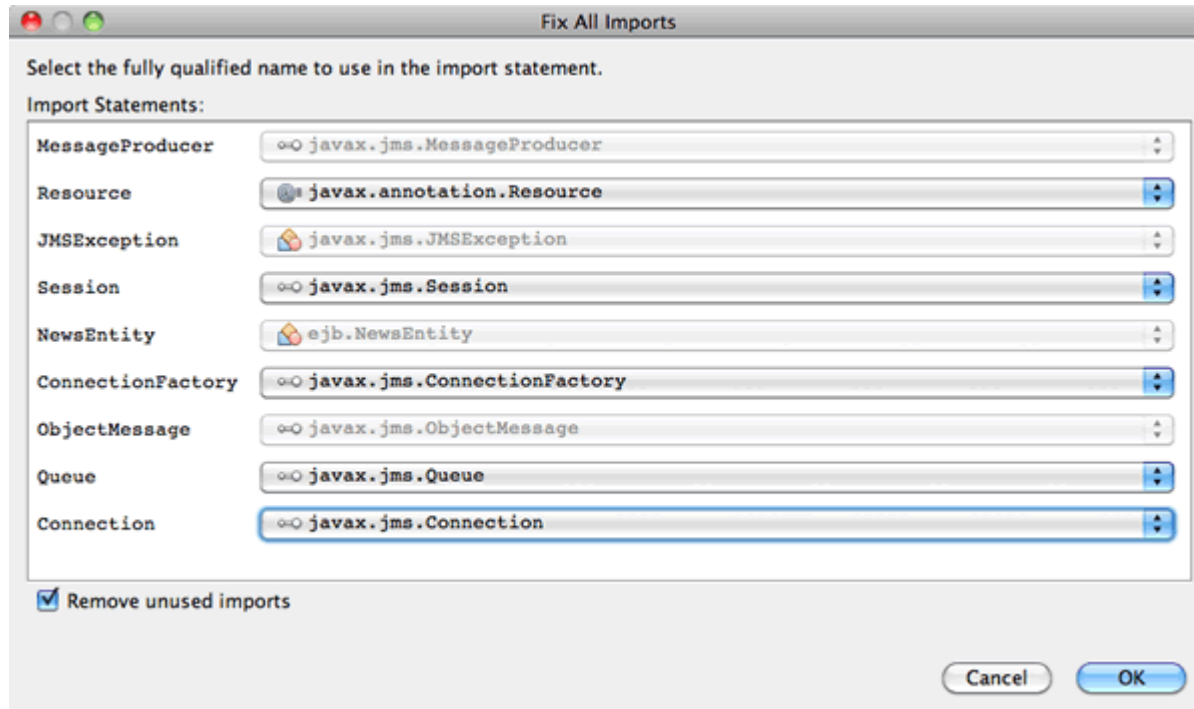 Fix All Imports
Select the fully qualified name to use in the import statement.
Import Statements:
MessageProducer javax.jms.MessageProducer
Resource javax.annotation.Resource
JMSException javax.jms.JMSException
Session javax.jms.Session
NewsEntity ejb.NewsEntity
ConnectionFactory javax.jms.ConnectionFactory
ObjectMessage javax.jms.ObjectMessage
Queue javax.jms.Queue
Connection javax.jms.Connection
Remove unused imports
Cancel OK